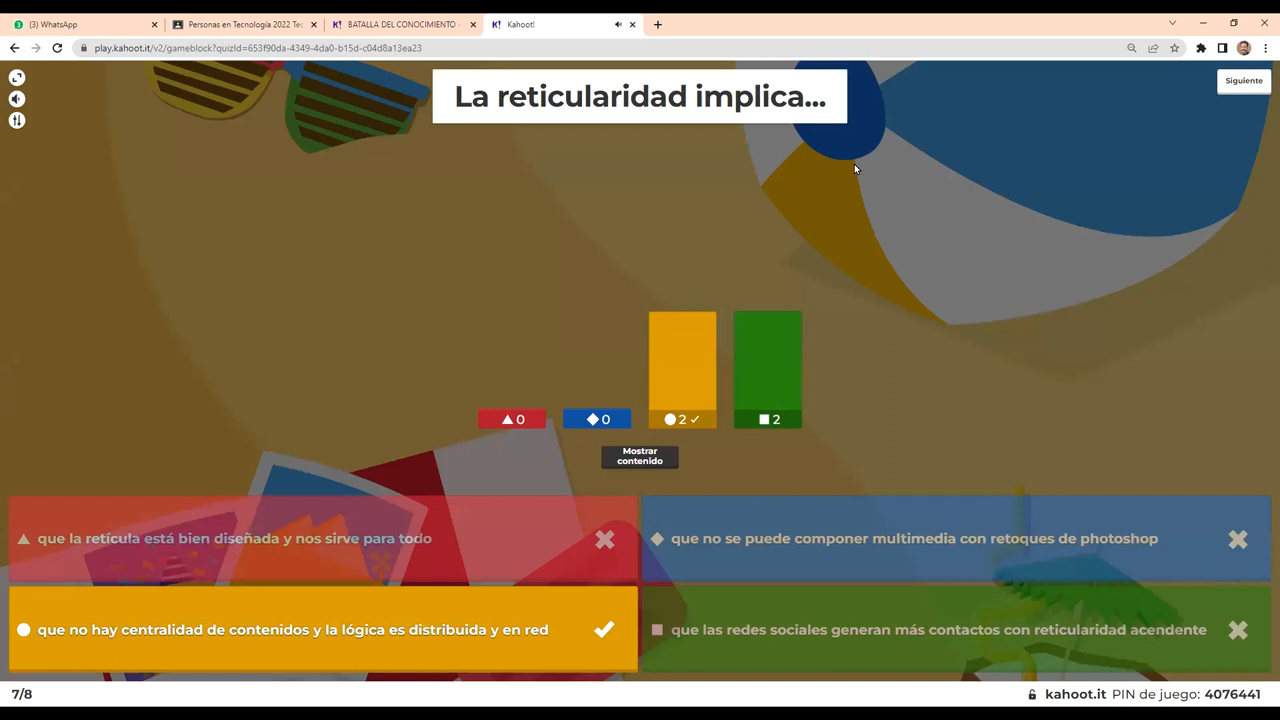 (3) WhatsApp
Personas en Tecnología 2022 Tec
K! BATALLA DEL CONOCIMIENTO -
K! Kahoot!
play.kahoot.it/v2/gameblock?quizId=653f90da-4349-4da0-b15d-c04d8a13ea23
La reticularidad implica...
Siguiente
0
0
2
2
Mostrar
contenido
que la retícula está bien diseñada y nos sirve para todo
que no se puede componer multimedia con retoques de photoshop
que no hay centralidad de contenidos y la lógica es distribuida y en red
que las redes sociales generan más contactos con reticularidad acendente
7/8
kahoot.it PIN de juego: 4076441